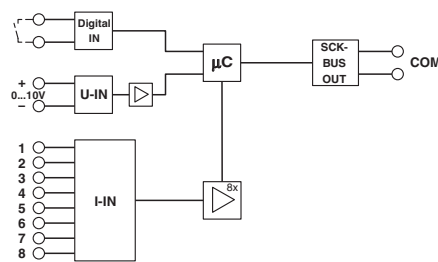 Digital
IN
+
0...10V
−
U-IN
µC
SCK-
BUS
OUT
COM
1
2
3
4
5
6
7
8
I-IN
8x